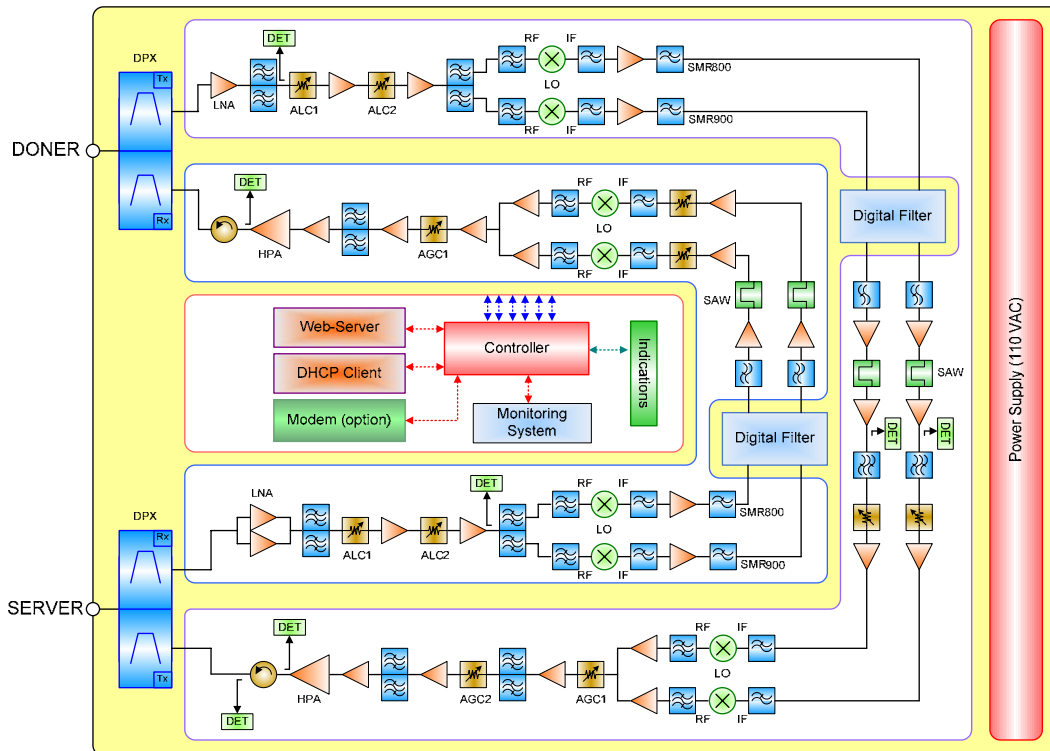 DET
RF IF
DPX
Tx
SMR800
LNA
ALC1
ALC2
LO
RF IF
SMR900
DONER
DET
RF IF
Digital Filter
Rx
HPA
AGC1
LO
RF IF
SAW
Web-Server
Controller
Indications
DHCP Client
SAW
Modem (option)
Monitoring
System
Digital Filter
DET
DET
Power Supply (110 VAC)
DET
RF IF
LNA
DPX
Rx
SMR800
ALC1
ALC2
LO
RF IF
SMR900
SERVER
DET
RF IF
Tx
HPA
AGC2
AGC1
LO
RF IF
DET